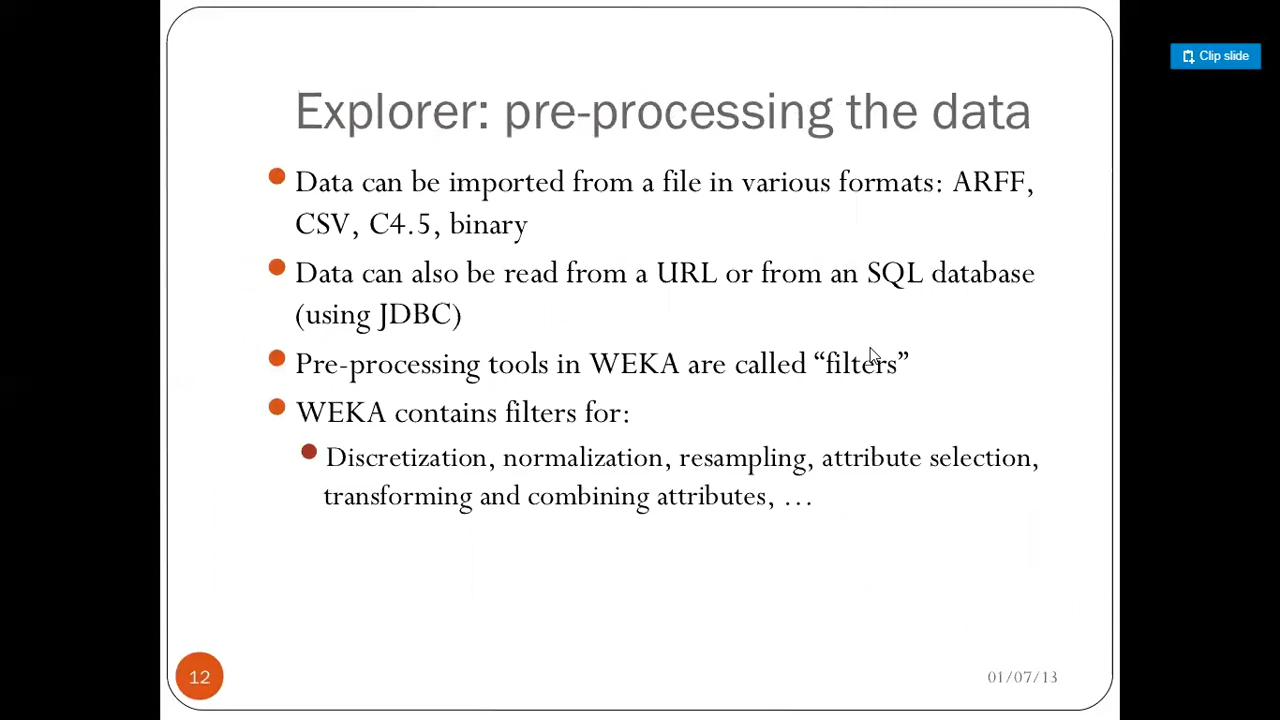 Clip slide
Explorer: pre-processing the data
Data can be imported from a file in various formats: ARFF,
CSV, C4.5, binary
Data can also be read from a URL or from an SQL database
(using JDBC)
Pre-processing tools in WEKA are called “filters”
WEKA contains filters for:
Discretization, normalization, resampling, attribute selection,
transforming and combining attributes, …
12
01/07/13